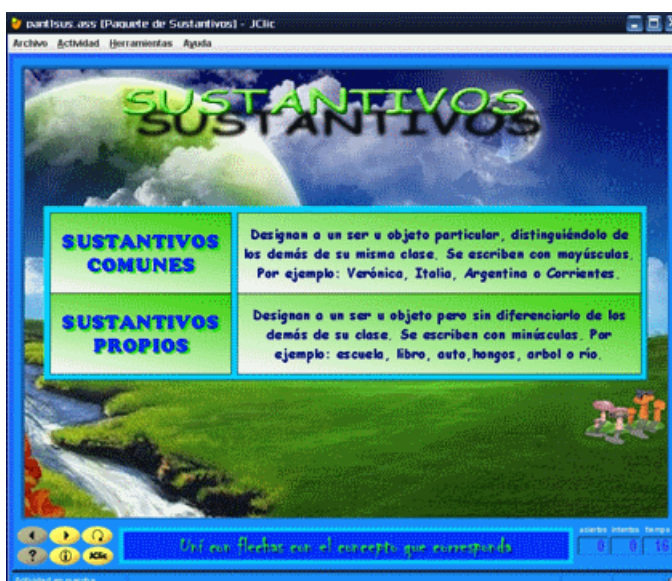 pantlsus.ass [Paquete de Sustantivos] - JClic
Archivo Actividad Herramientas Ayuda
SUSTANTIVOS
SUSTANTIVOS
COMUNES
Designan a un ser u objeto particular, distinguiéndolo de
los demás de su misma clase. Se escriben con mayúsculas.
Por ejemplo: Verónica, Italia, Argentina o Corrientes.
SUSTANTIVOS
PROPIOS
Designan a un ser u objeto pero sin diferenciarlo de los
demás de su clase. Se escriben con minúsculas. Por
ejemplo: escuela, libro, auto,hongos, arbol o río.
JClic
Uní con flechas con el concepto que corresponda
aciertos intentos tiempo
0 0 16